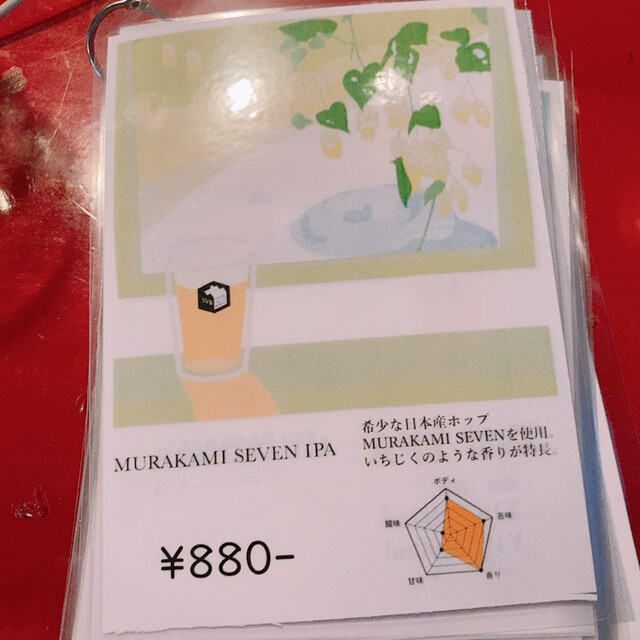 MURAKAMI SEVEN IPA
希少な日本産ホップ
MURAKAMI SEVENを使用。
いちじくのような香りが特長。
ボディ
苦味
香り
甘味
酸味
¥880-